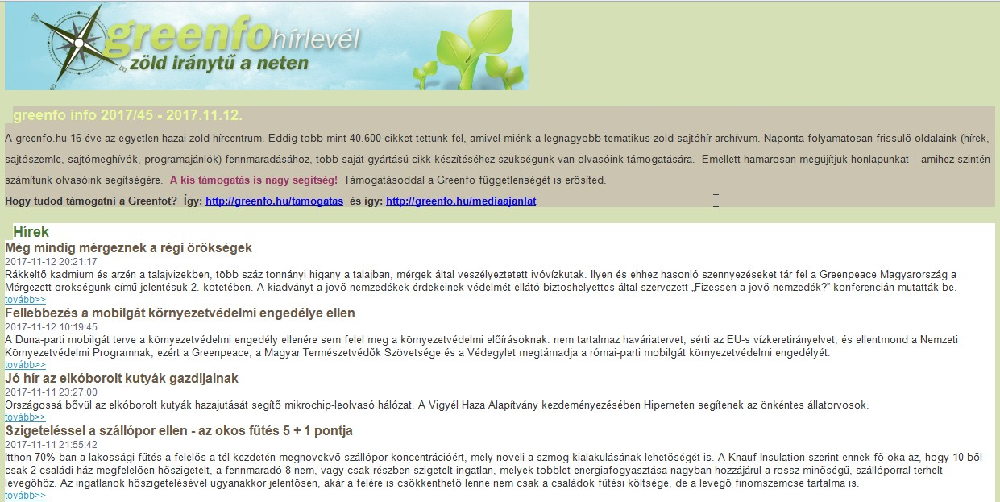 greenfo hírlevél
zöld iránytű a neten
greenfo info 2017/45 - 2017.11.12.
A greenfo.hu 16 éve az egyetlen hazai zöld hírcentrum. Eddig több mint 40.600 cikket tettünk fel, amivel miénk a legnagyobb tematikus zöld sajtóhír archívum. Naponta folyamatosan frissülő oldalaink (hírek,
sajtószemle, sajtómeghívók, programajánlók) fennmaradásához, több saját gyártású cikk készítéséhez szükségünk van olvasóink támogatására.  Emellett hamarosan megújítjuk honlapunkat – amihez szintén
számítunk olvasóink segítségére.  A kis támogatás is nagy segítség!  Támogatásoddal a Greenfo függetlenségét is erősíted.
Hogy tudod támogatni a Greenfot?  Így: http://greenfo.hu/tamogatas  és így: http://greenfo.hu/mediaajanlat
Hírek
Még mindig mérgeznek a régi örökségek
2017-11-12 20:21:17
Rákkeltő kadmium és arzén a talajvizekben, több száz tonnányi higany a talajban, mérgek által veszélyeztetett ivóvízkutak. Ilyen és ehhez hasonló szennyezéseket tár fel a Greenpeace Magyarország a
Mérgezett örökségünk című jelentésük 2. kötetében. A kiadványt a jövő nemzedékek érdekeinek védelmét ellátó biztoshelyettes által szervezett „Fizessen a jövő nemzedék?” konferencián mutatták be.
tovább>>
Fellebbezés a mobilgát környezetvédelmi engedélye ellen
2017-11-12 10:19:45
A Duna-parti mobilgát terve a környezetvédelmi engedély ellenére sem felel meg a környezetvédelmi előírásoknak: nem tartalmaz haváriatervet, sérti az EU-s vízkeretirányelvet, és ellentmond a Nemzeti
Környezetvédelmi Programnak, ezért a Greenpeace, a Magyar Természetvédők Szövetsége és a Védegylet megtámadja a római-parti mobilgát környezetvédelmi engedélyét.
tovább>>
Jó hír az elkóborolt kutyák gazdijainak
2017-11-11 23:27:00
Országossá bővül az elkóborolt kutyák hazajutását segítő mikrochip-leolvasó hálózat. A Vigyél Haza Alapítvány kezdeményezésében Hiperneten segítenek az önkéntes állatorvosok.
tovább>>
Szigeteléssel a szállópor ellen - az okos fűtés 5 + 1 pontja
2017-11-11 21:55:42
Itthon 70%-ban a lakossági fűtés a felelős a tél kezdetén megnövekvő szállópor-koncentrációért, mely növeli a szmog kialakulásának lehetőségét is. A Knauf Insulation szerint ennek fő oka az, hogy 10-ből
csak 2 családi ház megfelelően hőszigetelt, a fennmaradó 8 nem, vagy csak részben szigetelt ingatlan, melyek többlet energiafogyasztása nagyban hozzájárul a rossz minőségű, szállóporral terhelt
levegőhöz. Az ingatlanok hőszigetelésével ugyanakkor jelentősen, akár a felére is csökkenthető lenne nem csak a családok fűtési költsége, de a levegő finomszemcse tartalma is.
tovább>>